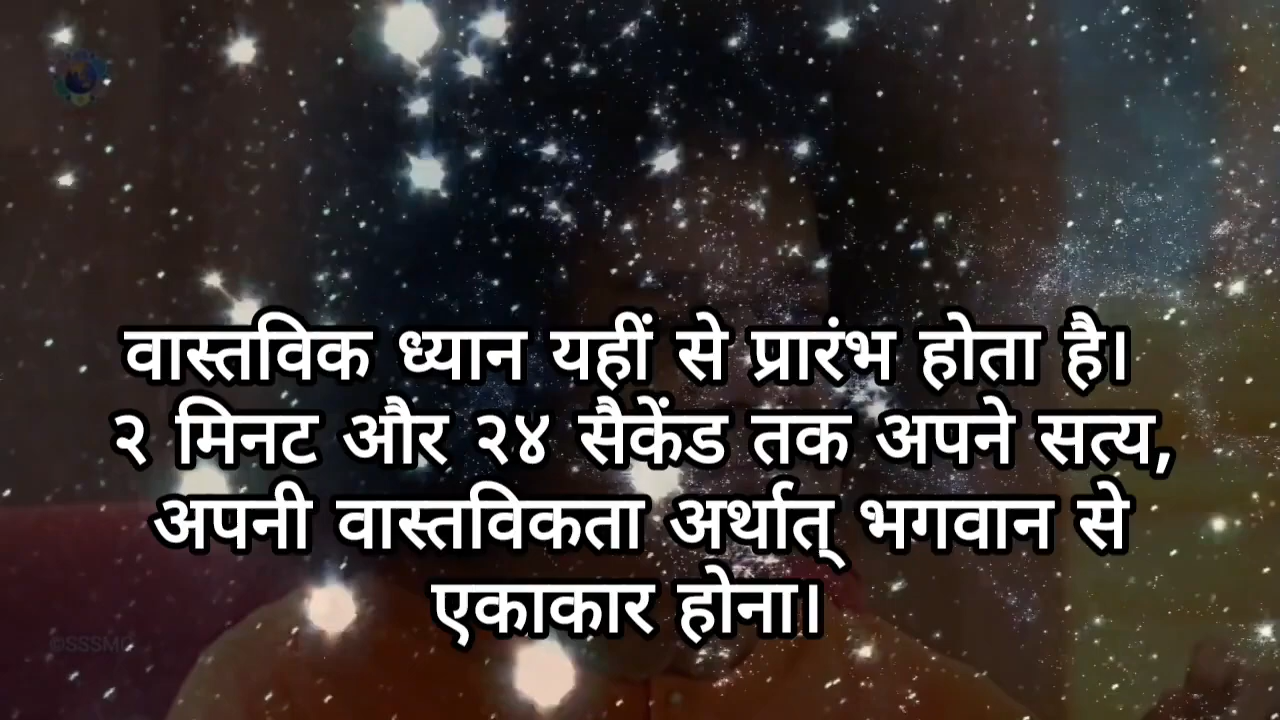 वास्तविक ध्यान यहीं से प्रारंभ होता है।
२ मिनट और २४ सैकेंड तक अपने सत्य,
अपनी वास्तविकता अर्थात् भगवान से
एकाकार होना।